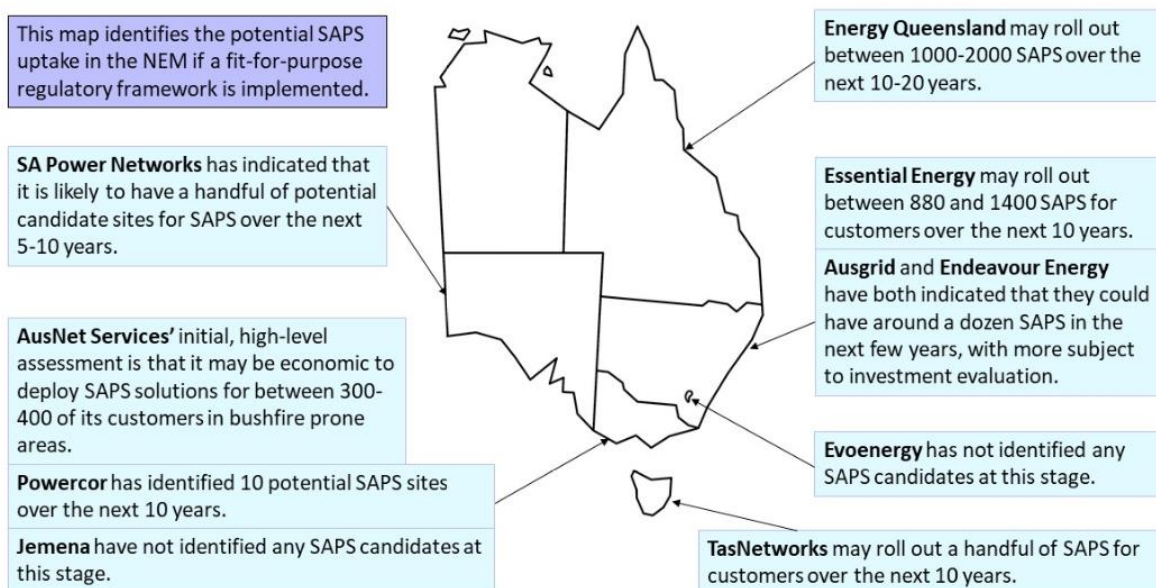 This map identifies the potential SAPS
uptake in the NEM if a fit-for-purpose
regulatory framework is implemented.
SA Power Networks has indicated that
it is likely to have a handful of potential
candidate sites for SAPS over the next
5-10 years.
AusNet Services’ initial, high-level
assessment is that it may be economic to
deploy SAPS solutions for between 300-
400 of its customers in bushfire prone
areas.
Powercor has identified 10 potential SAPS sites
over the next 10 years.
Jemena have not identified any SAPS candidates at
this stage.
Energy Queensland may roll out
between 1000-2000 SAPS over the
next 10-20 years.
Essential Energy may roll out
between 880 and 1400 SAPS for
customers over the next 10 years.
Ausgrid and Endeavour Energy
have both indicated that they could
have around a dozen SAPS in the
next few years, with more subject
to investment evaluation.
Evoenergy has not identified any
SAPS candidates at this stage.
TasNetworks may roll out a handful of SAPS for
customers over the next 10 years.